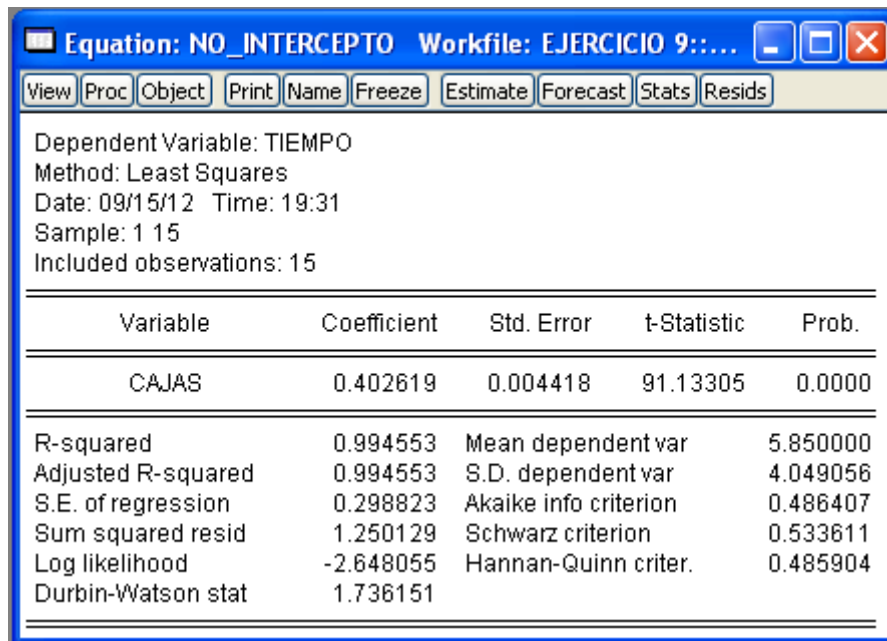 Equation: NO_INTERCEPTO Workfile: EJERCICIO 9::...
View Proc Object Print Name Freeze Estimate Forecast Stats Resids
Dependent Variable: TIEMPO
Method: Least Squares
Date: 09/15/12 Time: 19:31
Sample: 1 15
Included observations: 15
Variable Coefficient Std. Error t-Statistic Prob.
CAJAS 0.402619 0.004418 91.13305 0.0000
R-squared 0.994553 Mean dependent var 5.850000
Adjusted R-squared 0.994553 S.D. dependent var 4.049056
S.E. of regression 0.298823 Akaike info criterion 0.486407
Sum squared resid 1.250129 Schwarz criterion 0.533611
Log likelihood -2.648055 Hannan-Quinn criter. 0.485904
Durbin-Watson stat 1.736151